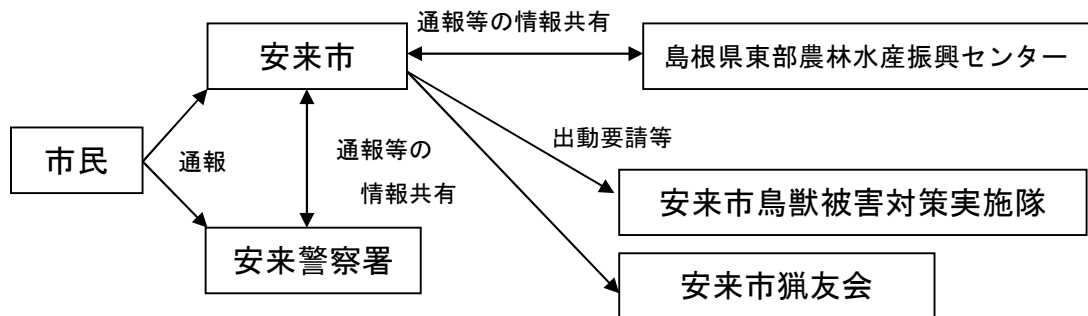 通報等の情報共有
安来市
島根県東部農林水産振興センター
出動要請等
市民
通報
通報等の
情報共有
安来市鳥獣被害対策実施隊
安来警察署
安来市猟友会